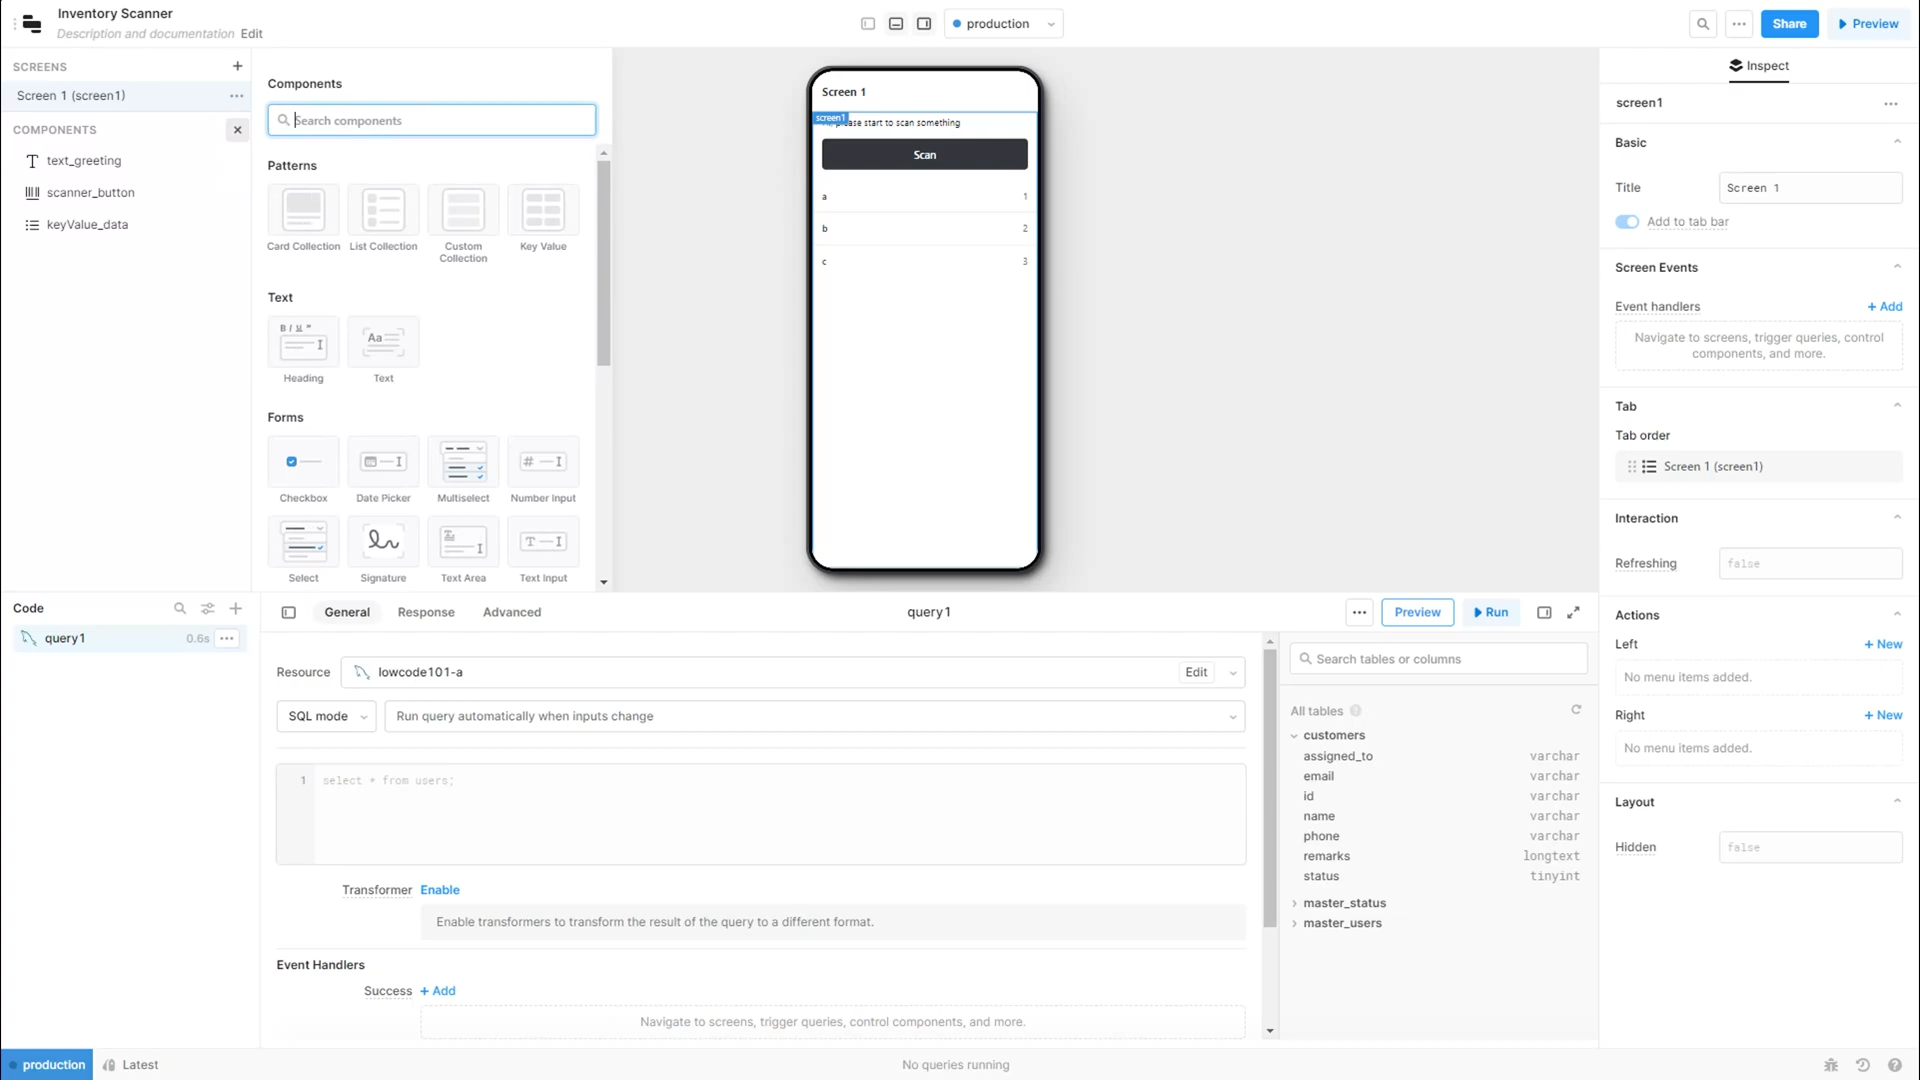 Inventory Scanner
Description and documentation Edit
production
Share
Preview
SCREENS
Screen 1 (screen1)
COMPONENTS
text_greeting
scanner_button
keyValue_data
Components
Search components
Patterns
Card Collection
List Collection
Custom Collection
Key Value
Text
B I U "
Heading
Aa
Text
Forms
Checkbox
Date Picker
Multiselect
Number Input
Select
Signature
Text Area
Text Input
Screen 1
screen1
please start to scan something
Scan
a 1
b 2
c 3
Inspect
screen1
Basic
Title Screen 1
Add to tab bar
Screen Events
Event handlers + Add
Navigate to screens, trigger queries, control
components, and more.
Tab
Tab order
Screen 1 (screen1)
Interaction
Refreshing false
Actions
Left + New
No menu items added.
Right + New
No menu items added.
Layout
Hidden false
Code
query1 0.6s
General Response Advanced
query1
Preview
Run
Resource lowcode101-a Edit
SQL mode Run query automatically when inputs change
1 select * from users;
Transformer Enable
Enable transformers to transform the result of the query to a different format.
Event Handlers
Success + Add
Navigate to screens, trigger queries, control components, and more.
Search tables or columns
All tables
customers
assigned_to varchar
email varchar
id varchar
name varchar
phone varchar
remarks longtext
status tinyint
master_status
master_users
production
Latest
No queries running